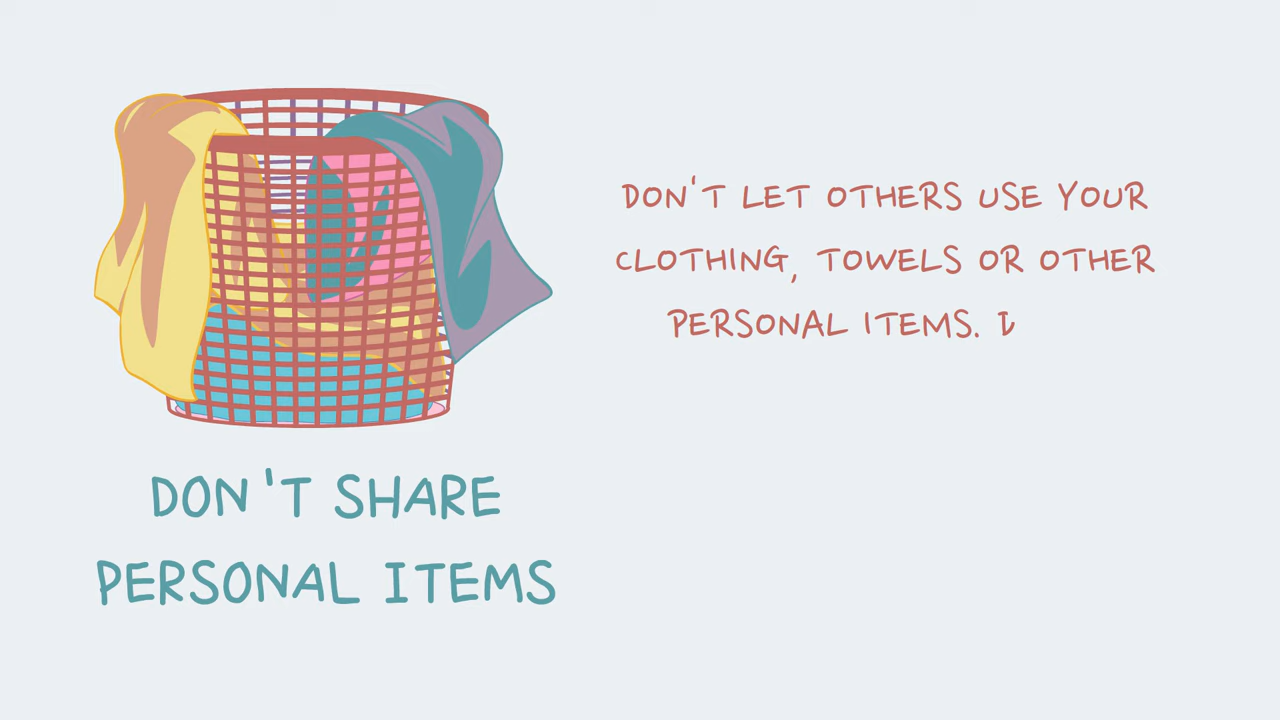 DON'T LET OTHERS USE YOUR
CLOTHING, TOWELS OR OTHER
PERSONAL ITEMS.
DON'T SHARE
PERSONAL ITEMS